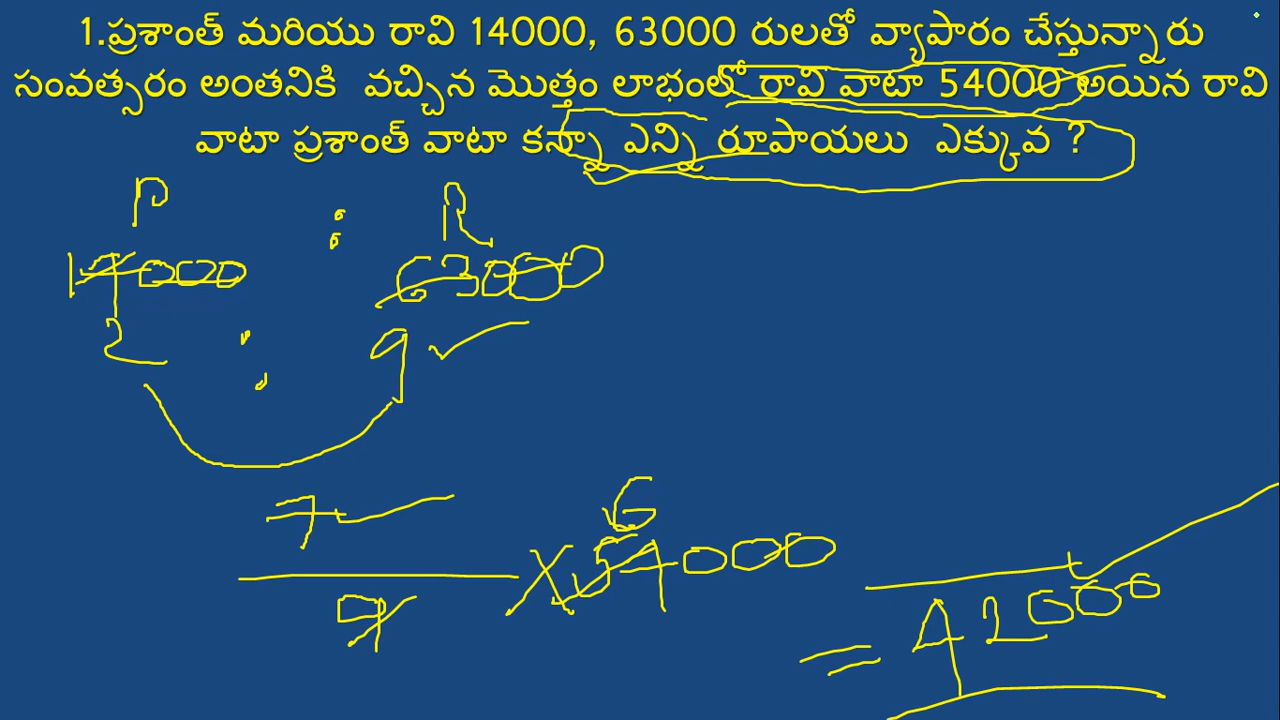 1.ప్రశాంత్ మరియు రావి 14000, 63000 రులతో వ్యాపారం చేస్తున్నారు
సంవత్సరం అంతనికి వచ్చిన మొత్తం లాభంలో రావి వాటా 54000 అయిన రావి
వాటా ప్రశాంత్ వాటా కన్నా ఎన్ని రూపాయలు ఎక్కువ ?
P : R
14000 63000
2 : 9
7 6
9 X 54000
= 42000